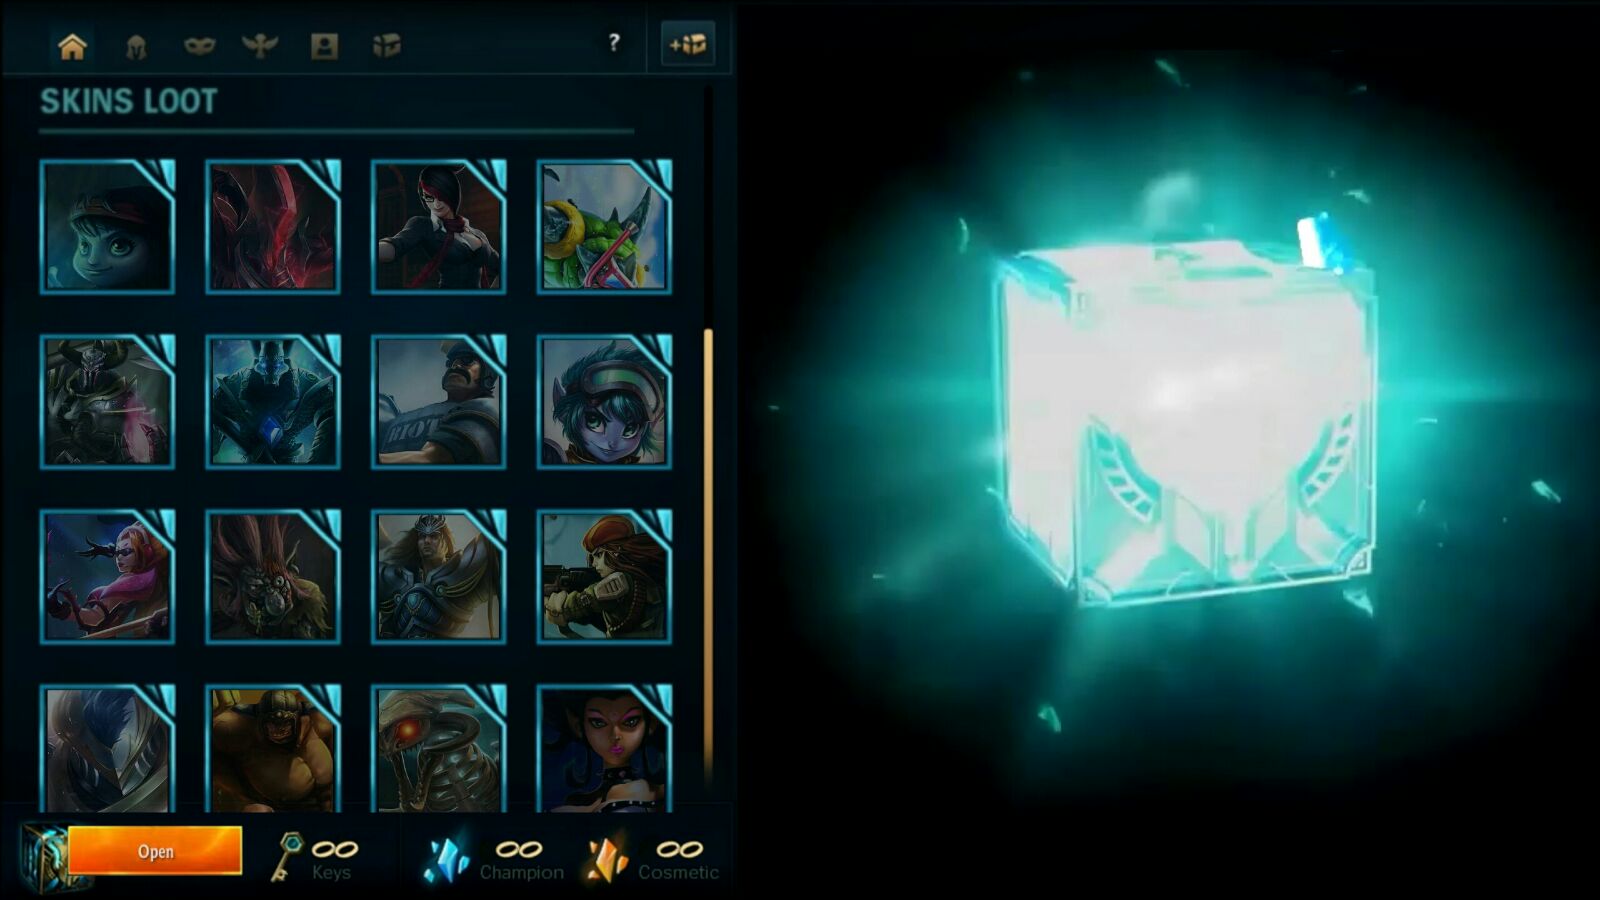 ?
SKINS LOOT
RIOT
Open
∞
Keys
∞
Champion
∞
Cosmetic